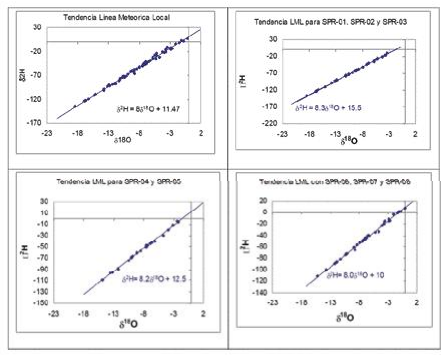 Tendencia Linea Meteorica Local
30
-20
-70
-120
-170
δ2H
-23 -18 -13 -8 -3 2
δ²H = 8δ¹⁸O + 11.47
δ18O
Tendencia LML para SPR-01, SPR-02 y SPR-03
30
-20
-70
-120
-170
-220
-23 -18 -13 -8 -3 2
δ²H = 8.3δ¹⁸O + 15.5
δ¹⁸O
Tendencia LML para SPR-04 y SPR-05
30
10
-10
-30
-50
-70
-90
-110
-130
-150
-23 -18 -13 -8 -3 2
δ²H = 8.2δ¹⁸O + 12.5
δ¹⁸O
Tendencia LML con SPR-06, SPR-07 y
20
0
-20
-40
-60
-80
-100
-120
-140
-23 -18 -13 -8 -3 2
δ²H = 8.0δ¹⁸O + 10
δ¹⁸O